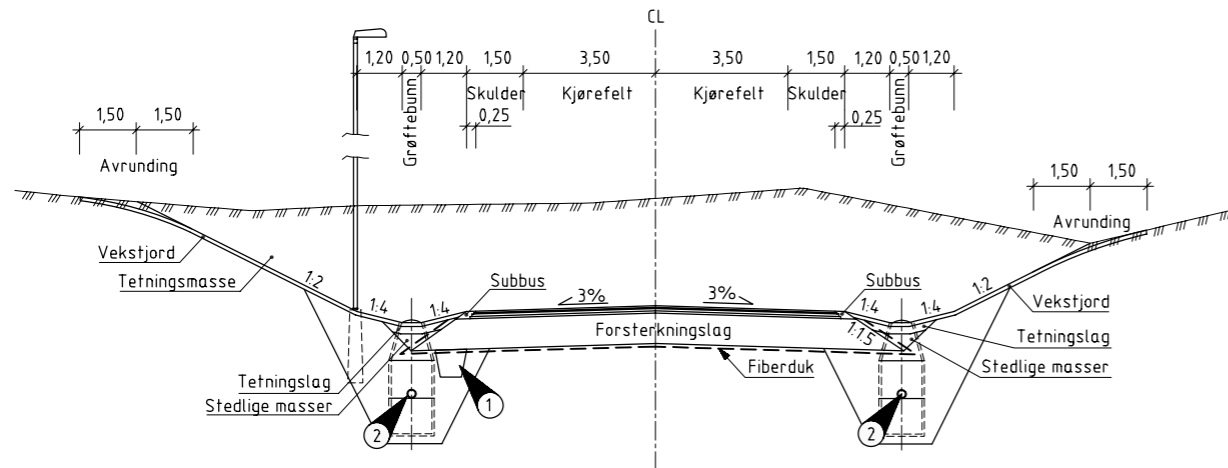 CL
1,20 0,50 1,20 1,50 3,50 3,50 1,50 1,20 0,50 1,20
Skulder Kjørefelt Kjørefelt Skulder
Grøftebunn Grøftebunn
0,25 0,25
1,50 1,50
Avrunding
1,50 1,50
Avrunding
Vekstjord
Tetningsmasse
1:2
1:4
1:4
Subbus
3% 3%
Subbus
1:4
1:4
1:2
Vekstjord
Forsterkningslag
1:1.5
Tetningslag
Fiberduk
Stedlige masser
Tetningslag
Stedlige masser
1
2
2